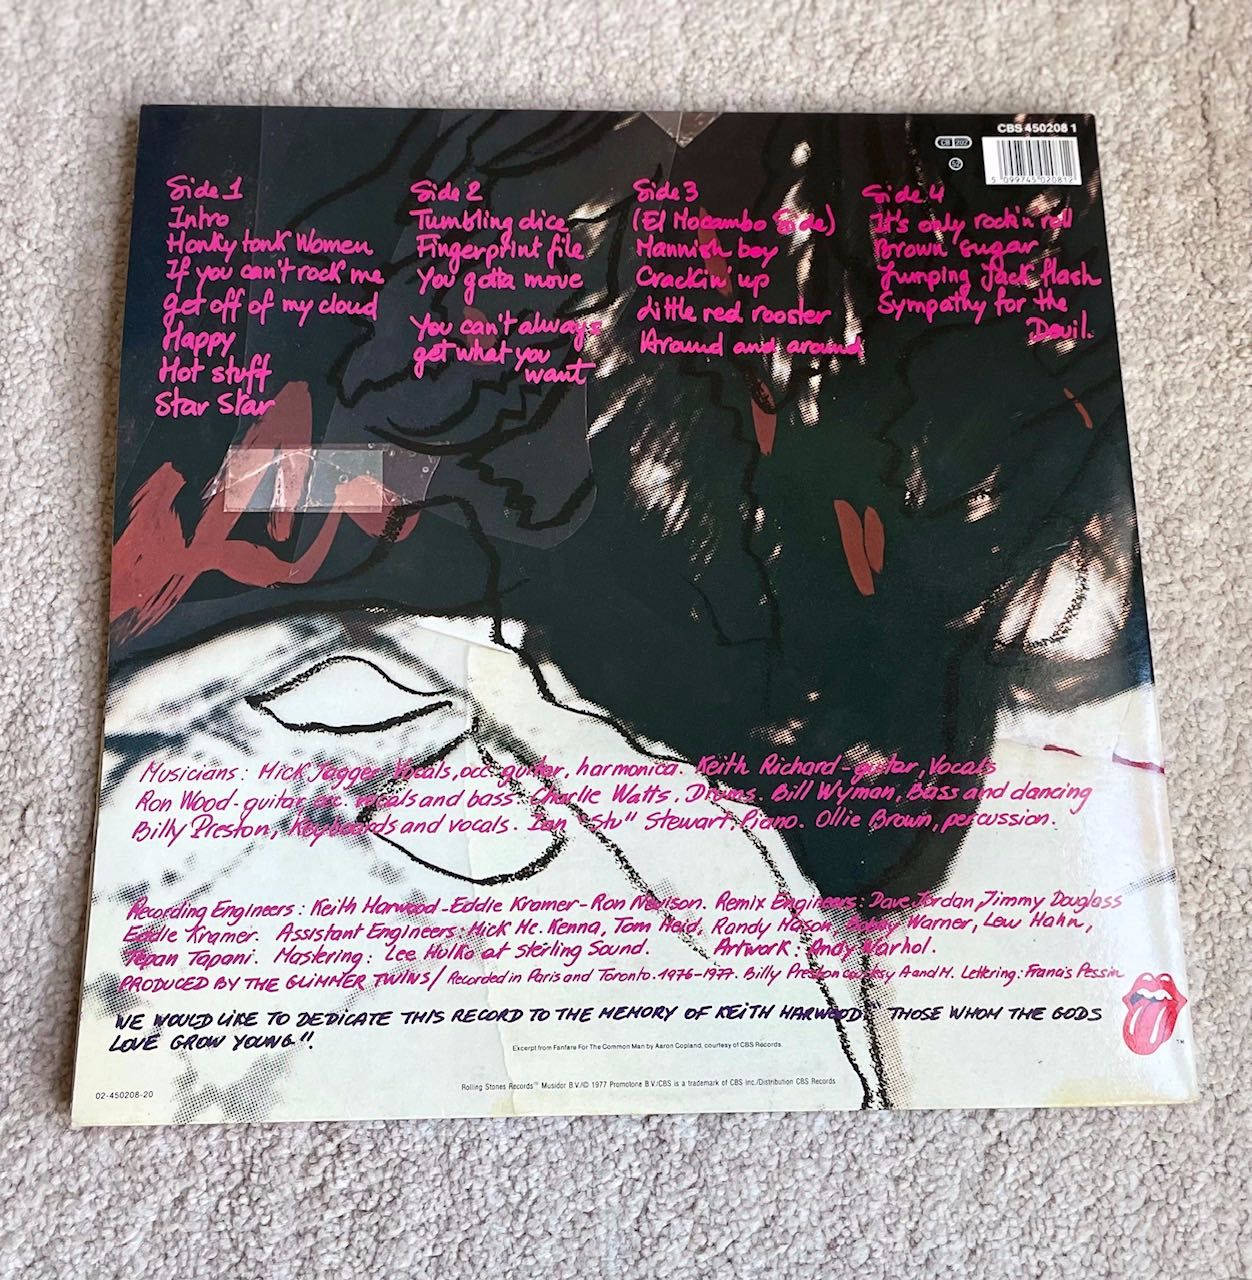 CBS 450208 1
CB 282
52
5 099745 020812
Side 1
Intro
Honky tonk Women
If you can't rock me
get off of my cloud
Happy
Hot stuff
Star Star
Side 2
Tumbling dice
Fingerprint file
You gotta move
You can't always
get what you
want
Side 3
(El Mocambo Side)
Mannish boy
Crackin' up
Little red rooster
Around and around
Side 4
It's only rock'n roll
Brown sugar
Jumping Jack flash
Sympathy for the
Devil.
Musicians: Mick Jagger-Vocals, occ. guitar, harmonica. Keith Richard-guitar, Vocals
Ron Wood-guitar occ. vocals and bass. Charlie Watts, Drums. Bill Wyman, Bass and dancing
Billy Preston, Keyboards and vocals. Ian "Stu" Stewart, Piano. Ollie Brown, percussion.
Recording Engineers: Keith Harwood-Eddie Kramer-Ron Nevison. Remix Engineers: Dave Jordan, Jimmy Douglass
Eddie Kramer. Assistant Engineers: Mick Mc. Kenna, Tom Heid, Randy Mason, Bobby Warner, Lew Hahn,
Tapani. Mastering: Lee Hulko at Sterling Sound. Artwork: Andy Warhol.
PRODUCED BY THE GLIMMER TWINS/Recorded in Paris and Toronto. 1976-1977. Billy Preston courtesy A and M. Lettering: Francis Pessin
WE WOULD LIKE TO DEDICATE THIS RECORD TO THE MEMORY OF KEITH HARWOOD " THOSE WHOM THE GODS
LOVE GROW YOUNG".
Excerpt from Fanfare For The Common Man by Aaron Copland, courtesy of CBS Records.
Rolling Stones Records™ Musidor B.V./© 1977 Promotone B.V./CBS is a trademark of CBS Inc./Distribution CBS Records
02-450208-20
TM